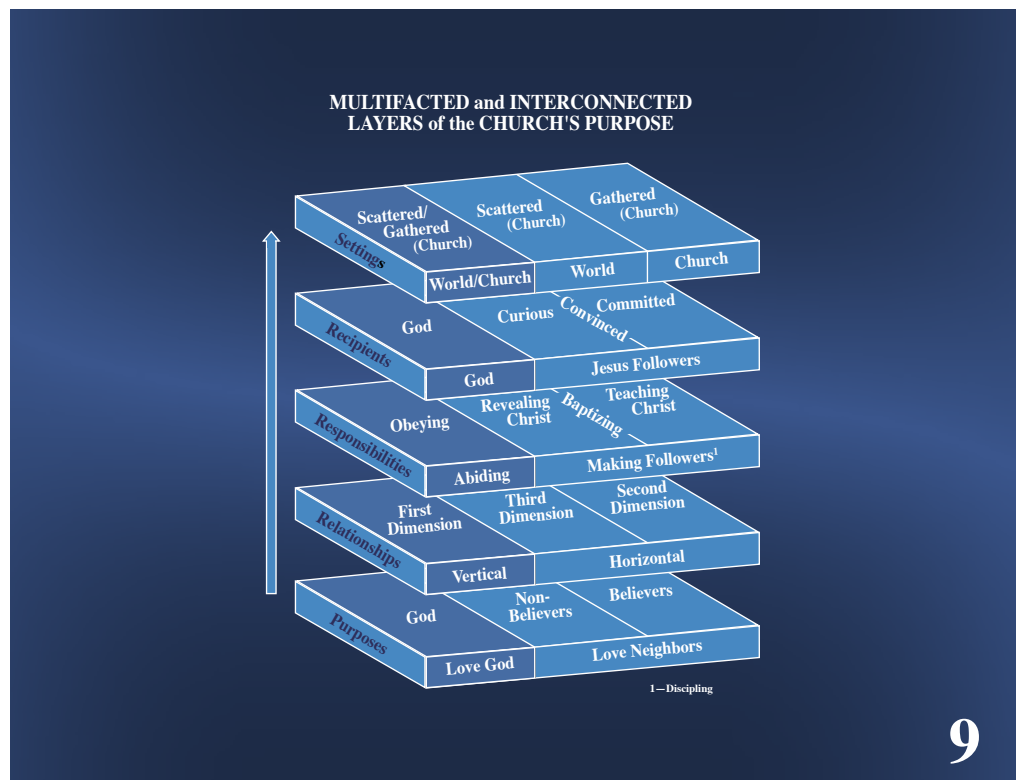 MULTIFACTED and INTERCONNECTED
LAYERS of the CHURCH'S PURPOSE
Scattered/
Gathered
(Church)
Scattered
(Church)
Gathered
(Church)
Settings
World/Church
World
Church
God
Curious
Convinced
Committed
Recipients
God
Jesus Followers
Obeying
Revealing
Christ
Baptizing
Teaching
Christ
Responsibilities
Abiding
Making Followers¹
First
Dimension
Third
Dimension
Second
Dimension
Relationships
Vertical
Horizontal
God
Non-
Believers
Believers
Purposes
Love God
Love Neighbors
1—Discipling
9